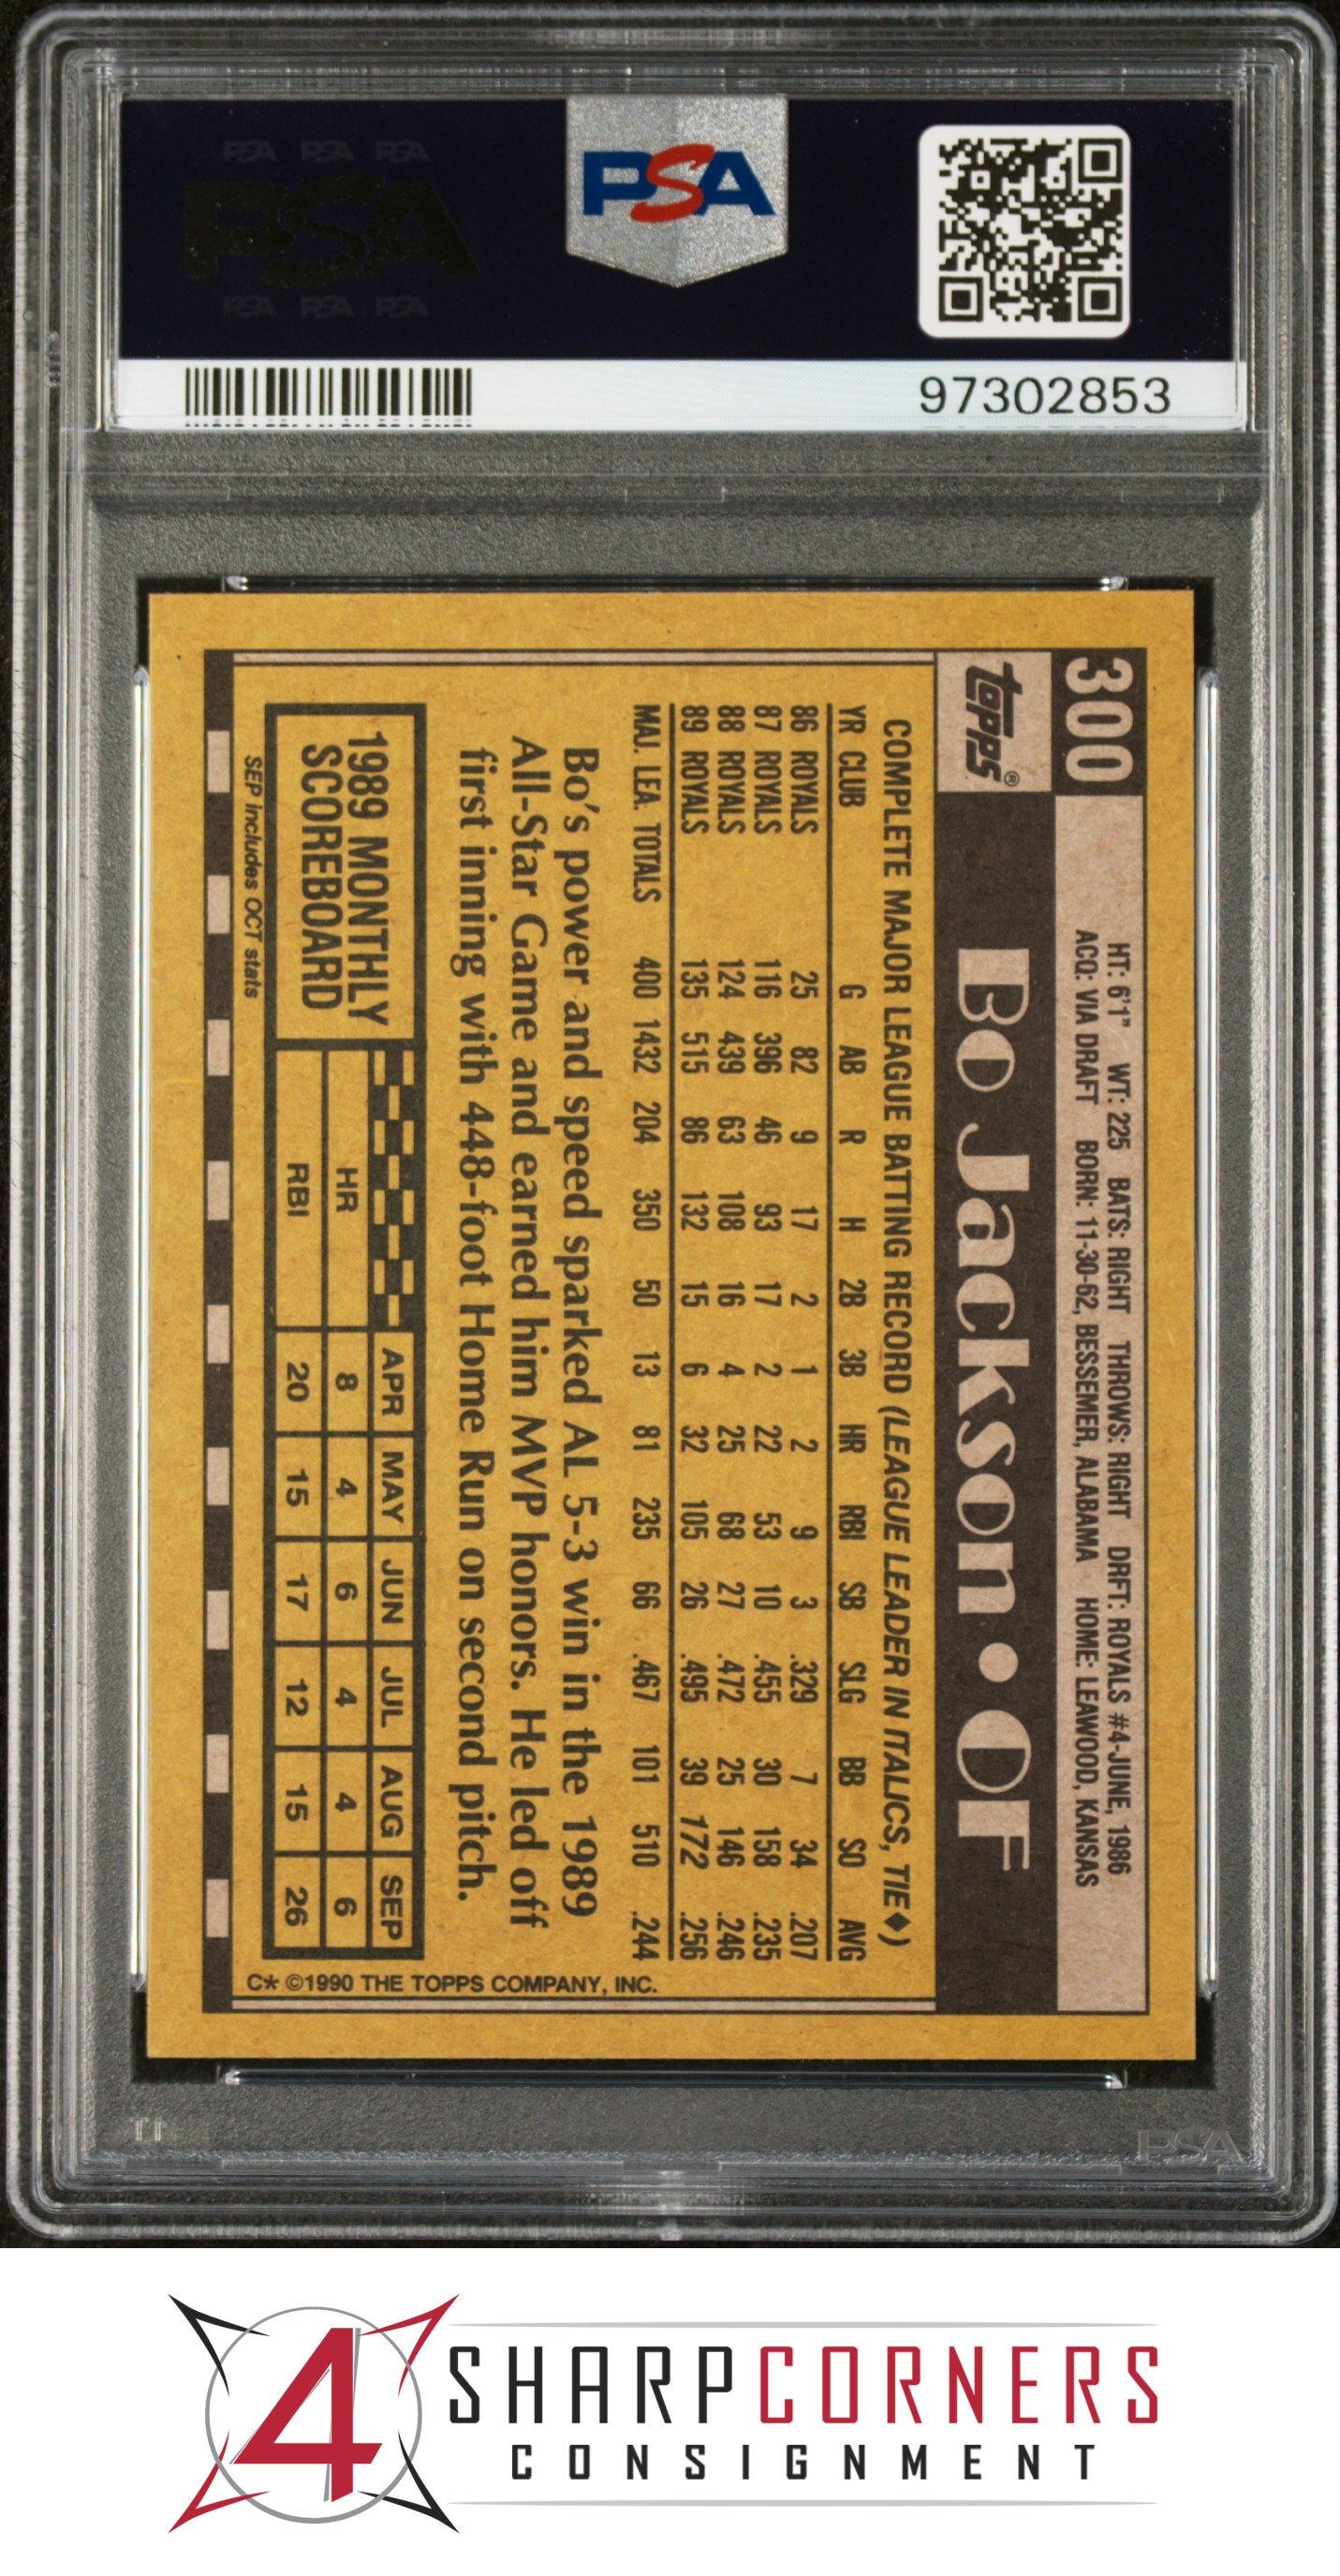 PSA PSA PSA
PSA
PSA PSA PSA
PSA
97302853
300
HT: 6'1" WT: 225 BATS: RIGHT THROWS: RIGHT DRFT: ROYALS #4-JUNE, 1986
ACQ: VIA DRAFT BORN: 11-30-62, BESSEMER, ALABAMA HOME: LEAWOOD, KANSAS
topps®
Bo Jackson • OF
COMPLETE MAJOR LEAGUE BATTING RECORD (LEAGUE LEADER IN ITALICS, TIE♦)
YR CLUB G AB R H 2B 3B HR RBI SB SLG BB SO AVG
86 ROYALS 25 82 9 17 2 1 2 9 3 .329 7 34 .207
87 ROYALS 116 396 46 93 17 2 22 53 10 .455 30 158 .235
88 ROYALS 124 439 63 108 16 4 25 68 27 .472 25 146 .246
89 ROYALS 135 515 86 132 15 6 32 105 26 .495 39 172 .256
MAJ. LEA. TOTALS 400 1432 204 350 50 13 81 235 66 .467 101 510 .244
Bo's power and speed sparked AL 5-3 win in the 1989
All-Star Game and earned him MVP honors. He led off
first inning with 448-foot Home Run on second pitch.
1989 MONTHLY
SCOREBOARD
APR MAY JUN JUL AUG SEP
HR 8 4 6 4 4 6
RBI 20 15 17 12 15 26
SEP includes OCT stats
C* ©1990 THE TOPPS COMPANY, INC.
PSA
4
SHARPCORNERS
CONSIGNMENT